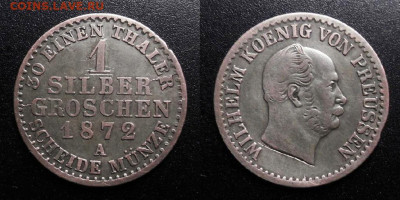 COINS.LAVE.RU
30 EINEN THALER
1
SILBER
GROSCHEN
1872
A
SCHEIDE MÜNZE
WILHELM KOENIG VON PREUSSEN